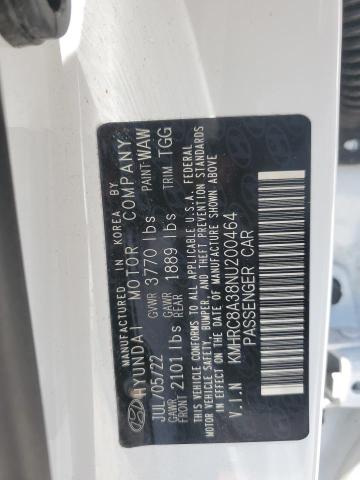 MANUFACTURED IN KOREA BY
HYUNDAI MOTOR COMPANY
JUL/05/22 GVWR 3770 lbs PAINT: WAW
GAWR FRONT 2101 lbs GAWR REAR 1889 lbs TRIM TGG
THIS VEHICLE CONFORMS TO ALL APPLICABLE U.S.A. FEDERAL
MOTOR VEHICLE SAFETY, BUMPER, AND THEFT PREVENTION STANDARDS
IN EFFECT ON THE DATE OF MANUFACTURE SHOWN ABOVE
V.I.N KMHRC8A38NU200464
PASSENGER CAR